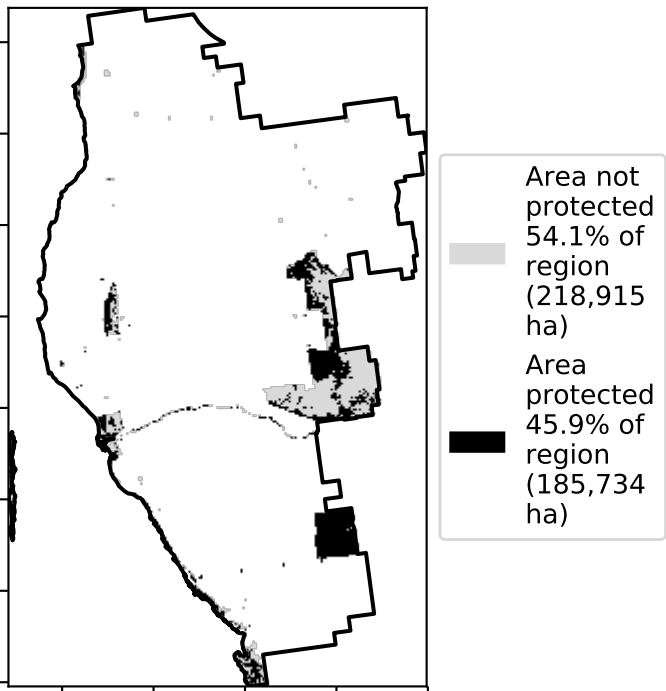 Area not
protected
54.1% of
region
(218,915
ha)
Area
protected
45.9% of
region
(185,734
ha)